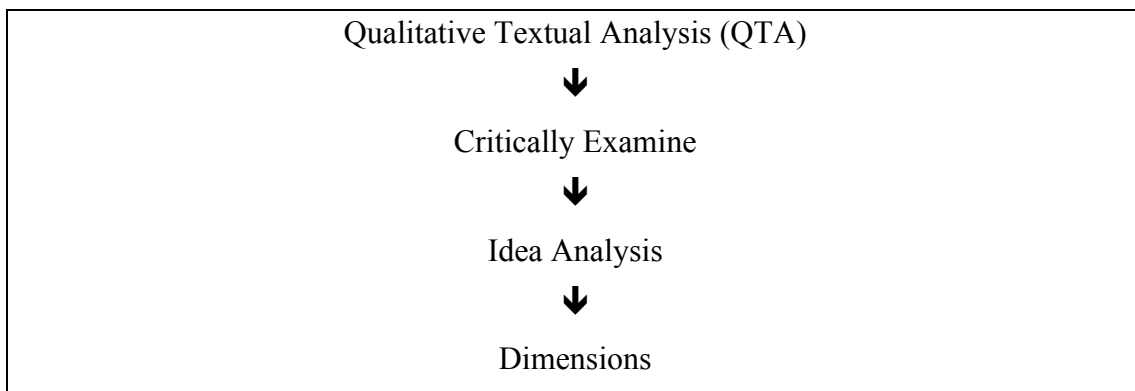 Qualitative Textual Analysis (QTA)
Critically Examine
Idea Analysis
Dimensions